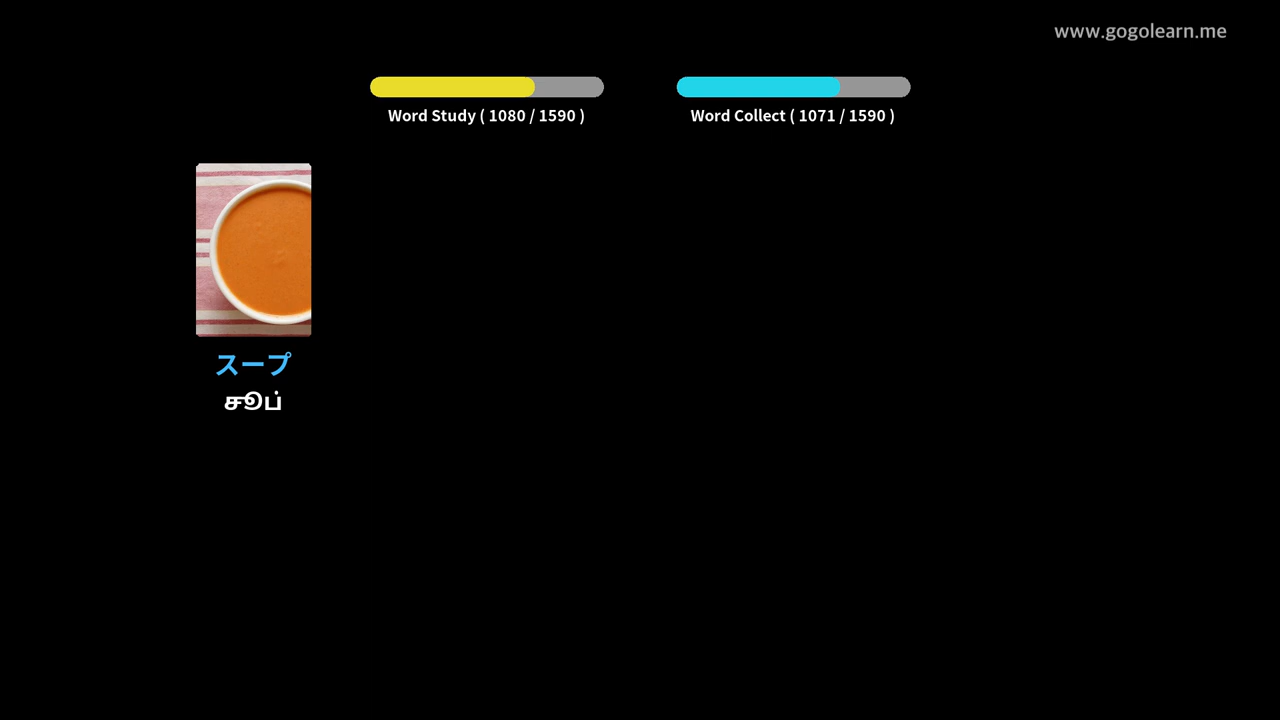 www.gogolearn.me
Word Study ( 1080 / 1590 )
Word Collect ( 1071 / 1590 )
スープ
சூப்